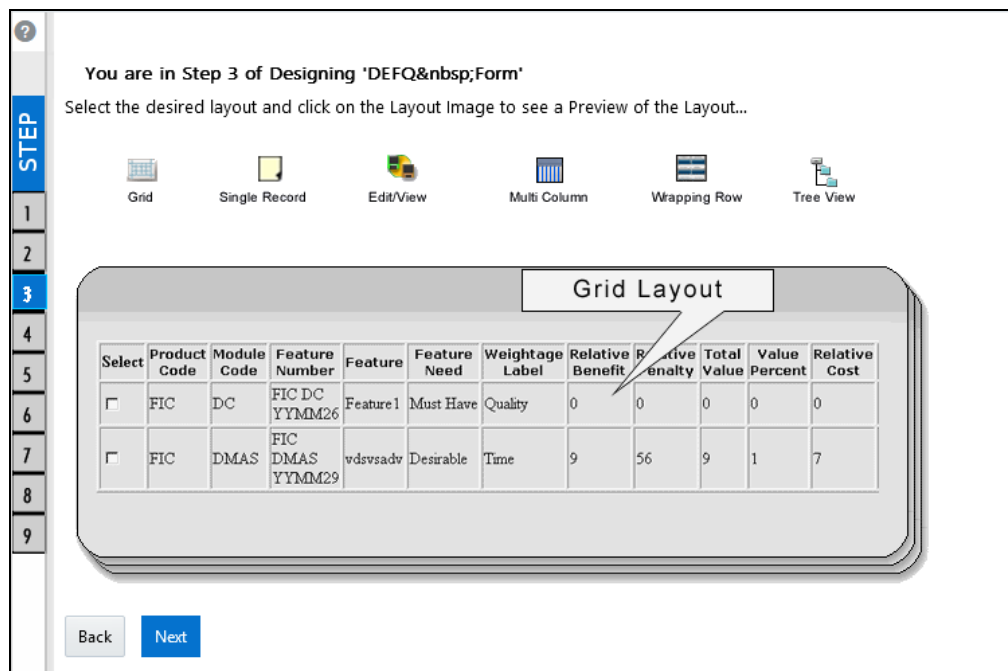 ?
You are in Step 3 of Designing 'DEFQ&nbsp;Form'
Select the desired layout and click on the Layout Image to see a Preview of the Layout...
STEP
Grid Single Record Edit/View Multi Column Wrapping Row Tree View
1
2
3
4
5
6
7
8
9
Grid Layout
Select Product Code Module Code Feature Number Feature Feature Need Weightage Label Relative Benefit Total Value Value Percent Relative Cost
FIC DC FIC DC YYMM26 Feature1 Must Have Quality 0 0 0 0 0
FIC DMAS FIC DMAS YYMM29 vdsvsadv Desirable Time 9 56 9 1 7
Back Next